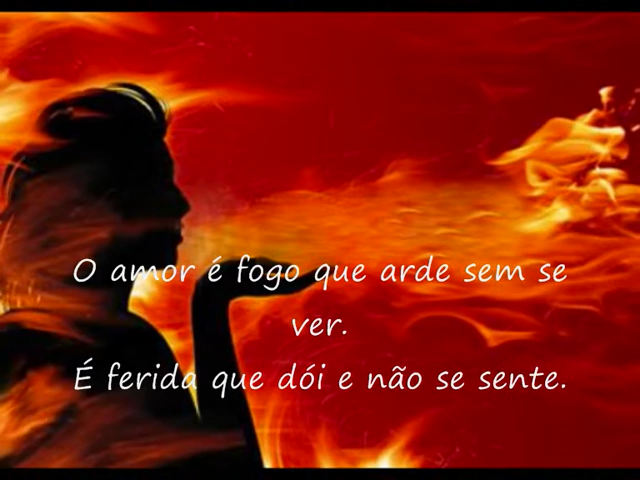 O amor é fogo que arde sem se
ver.
É ferida que dói e não se sente.